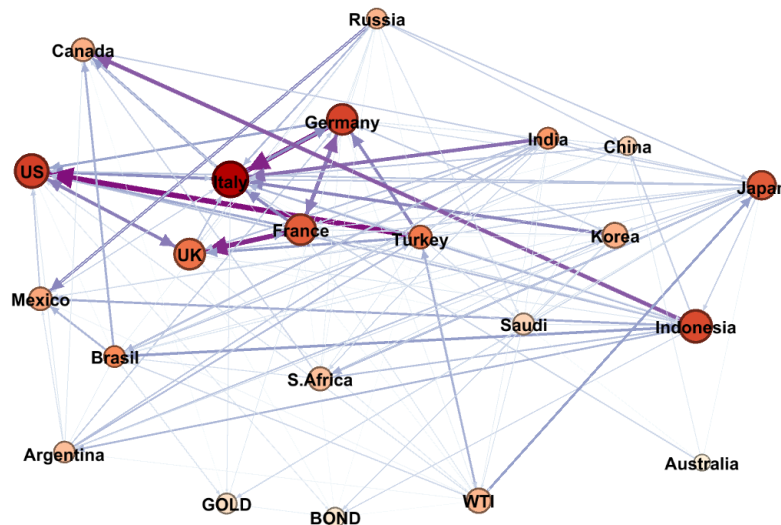 Russia
Canada
Germany
India
China
US
Italy
Japan
France
Turkey
Korea
UK
Mexico
Saudi
Indonesia
Brasil
S.Africa
Argentina
Australia
GOLD
BOND
WTI